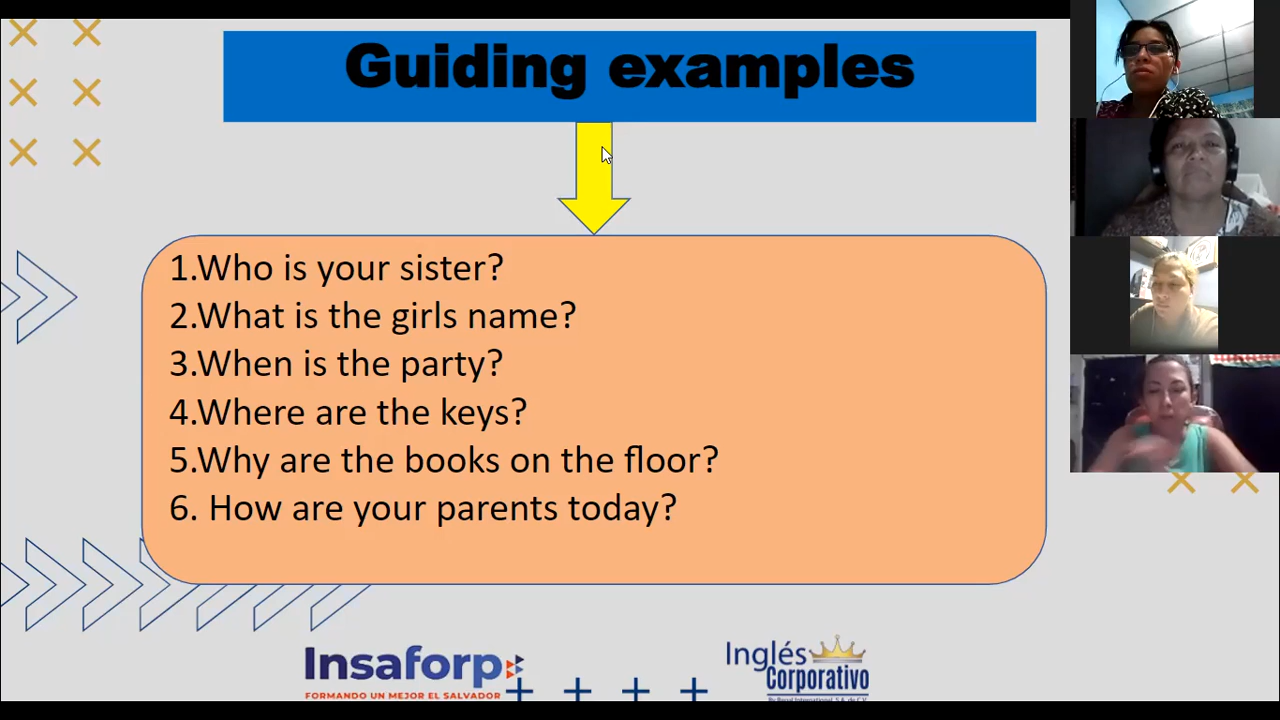 Guiding examples
1.Who is your sister?
2.What is the girls name?
3.When is the party?
4.Where are the keys?
5.Why are the books on the floor?
6. How are your parents today?
Insaforp
FORMANDO UN MEJOR EL SALVADOR
Inglés
Corporativo